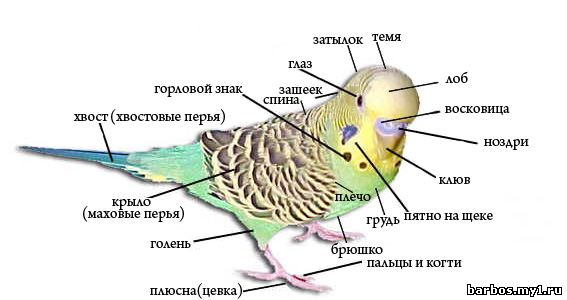 затылок
темя
глаз
лоб
зашеек
горловой знак
спина
восковица
хвост (хвостовые перья)
ноздри
клюв
крыло
(маховые перья)
плечо
грудь
пятно на щеке
голень
брюшко
пальцы и когти
плюсна(цевка)
barbos.my1.ru